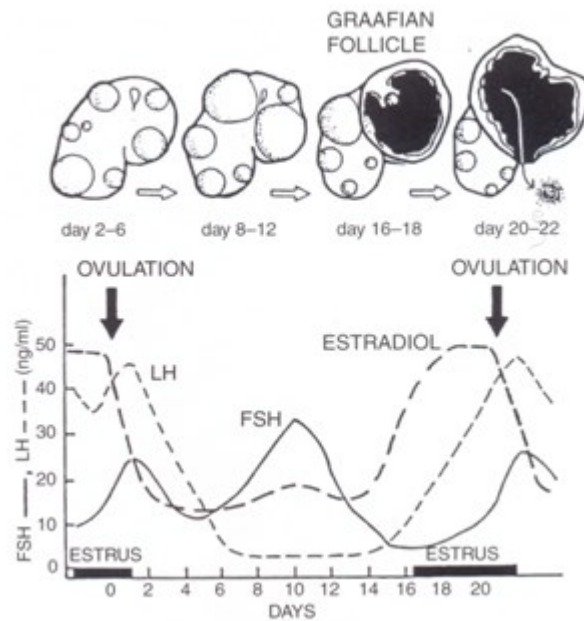 GRAAFIAN
FOLLICLE
day 2–6
day 8–12
day 16–18
day 20–22
OVULATION
OVULATION
50
40
30
20
10
0
FSH ——, LH – – – (ng/ml)
LH
FSH
ESTRADIOL
ESTRUS
ESTRUS
0 2 4 6 8 10 12 14 16 18 20
DAYS